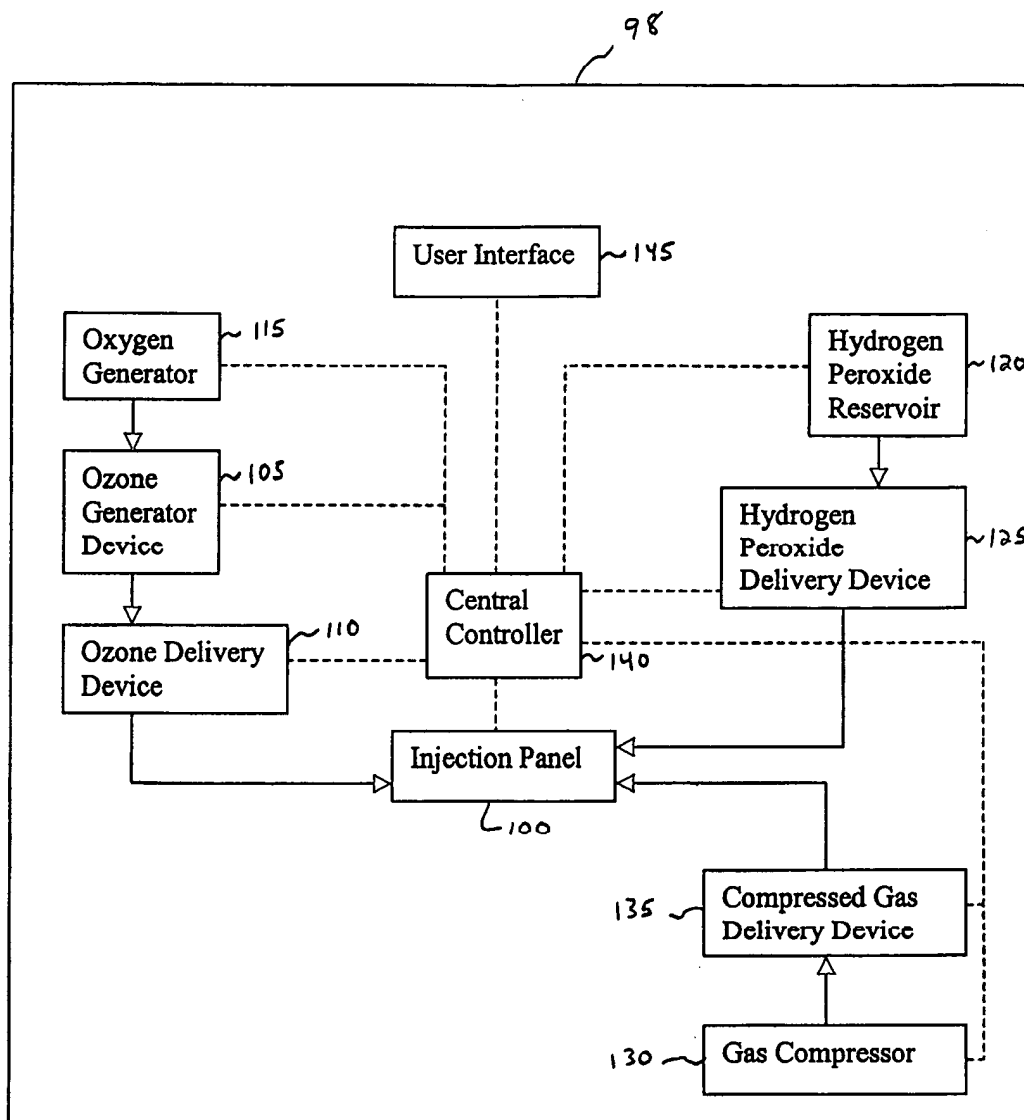 98
User Interface
145
Oxygen
Generator
115
Hydrogen
Peroxide
Reservoir
120
Ozone
Generator
Device
105
Hydrogen
Peroxide
Delivery Device
125
Central
Controller
140
Ozone Delivery
Device
110
Injection Panel
100
Compressed Gas
Delivery Device
135
Gas Compressor
130